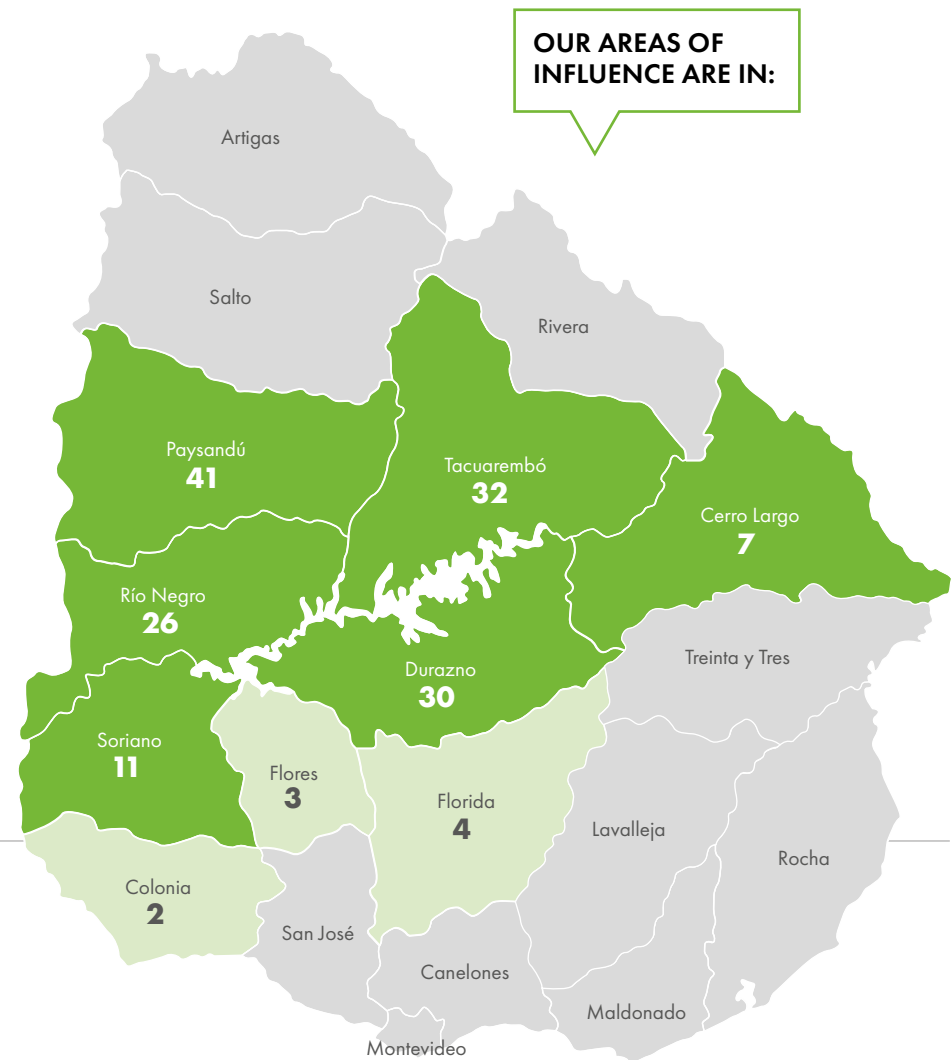 OUR AREAS OF
INFLUENCE ARE IN:
Artigas
Salto
Rivera
Paysandú
41
Tacuarembó
32
Cerro Largo
7
Río Negro
26
Durazno
30
Treinta y Tres
Soriano
11
Flores
3
Florida
4
Lavalleja
Rocha
Colonia
2
San José
Canelones
Maldonado
Montevideo